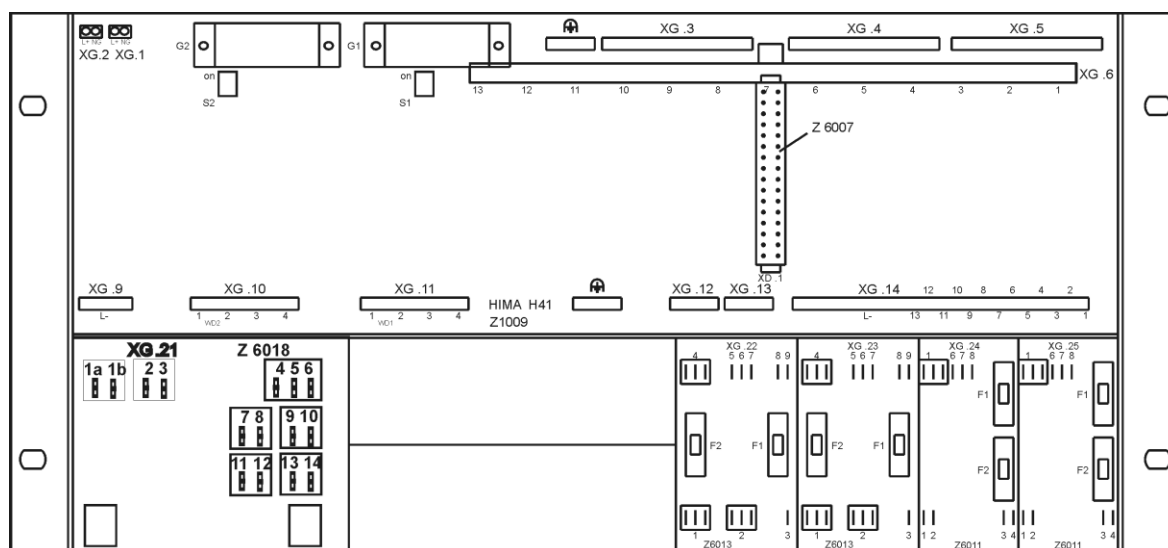 L+ NG L+ NG
XG.2 XG.1
G2 G1
on on
S2 S1
XG .3 XG .4 XG .5
XG .6
13 12 11 10 9 8 7 6 5 4 3 2 1
Z 6007
XD .1
XG .9 XG .10 XG .11 XG .12 XG .13 XG .14 12 10 8 6 4 2
L- 1 2 3 4 1 2 3 4 L- 13 11 9 7 5 3 1
WD2 WD1
HIMA H41
Z1009
XG.21 Z 6018
1a 1b 2 3 4 5 6
7 8 9 10
11 12 13 14
XG .22 XG .23 XG .24 XG .25
4 5 6 7 8 9 4 5 6 7 8 9 1 6 7 8 1 6 7 8
F1 F1
F2 F1 F2 F1
F2 F2
1 2 3 1 2 3 1 2 3 4 1 2 3 4
Z6013 Z6013 Z6011 Z6011